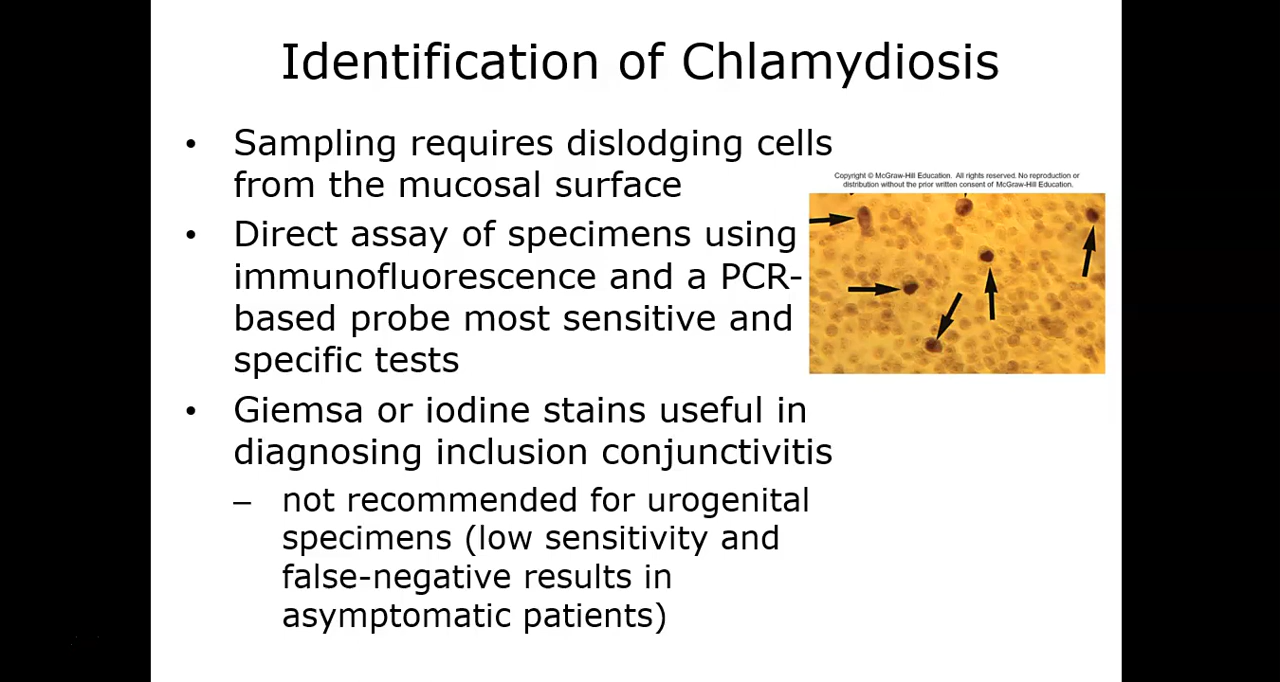 Identification of Chlamydiosis
• Sampling requires dislodging cells
from the mucosal surface
• Direct assay of specimens using
immunofluorescence and a PCR-
based probe most sensitive and
specific tests
• Giemsa or iodine stains useful in
diagnosing inclusion conjunctivitis
– not recommended for urogenital
specimens (low sensitivity and
false-negative results in
asymptomatic patients)
Copyright © McGraw-Hill Education. All rights reserved. No reproduction or
distribution without the prior written consent of McGraw-Hill Education.